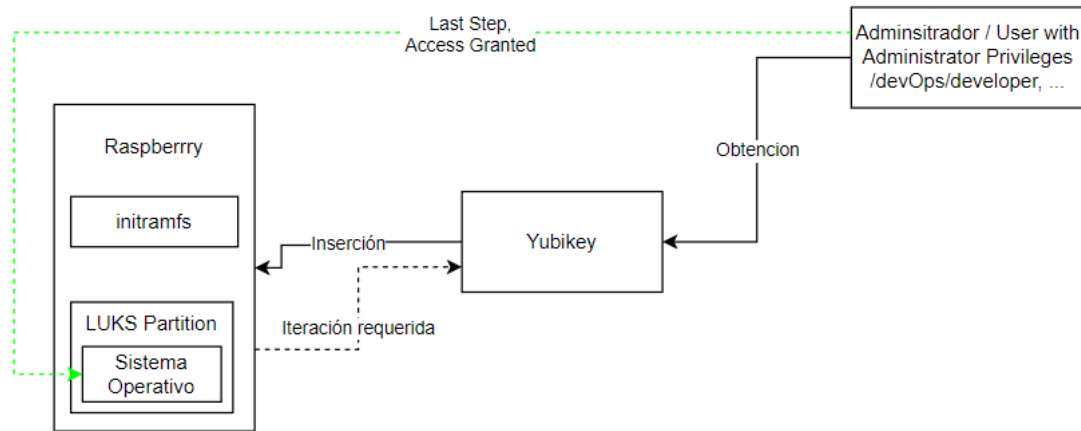 Last Step,
Access Granted
Adminsitrador / User with
Administrator Privileges
/devOps/developer, ...
Raspberrry
Obtencion
initramfs
Inserción
Yubikey
LUKS Partition
Iteración requerida
Sistema
Operativo